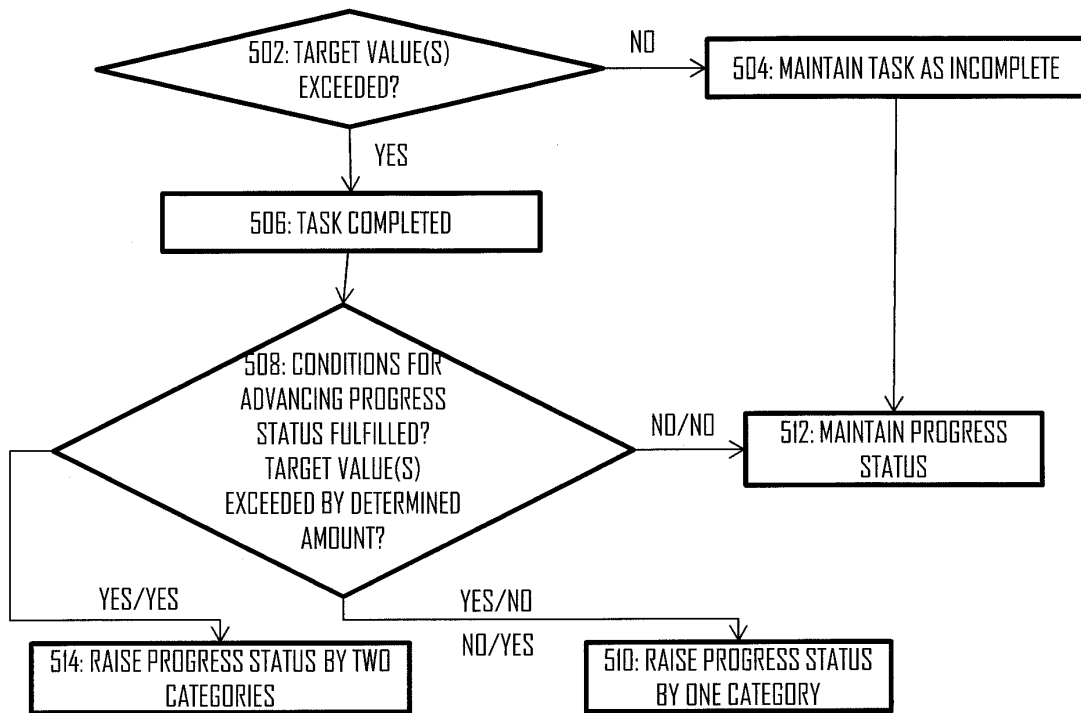 502: TARGET VALUE(S)
EXCEEDED?
NO
504: MAINTAIN TASK AS INCOMPLETE
YES
506: TASK COMPLETED
508: CONDITIONS FOR
ADVANCING PROGRESS
STATUS FULFILLED?
TARGET VALUE(S)
EXCEEDED BY DETERMINED
AMOUNT?
NO/NO
512: MAINTAIN PROGRESS
STATUS
YES/YES
YES/NO
NO/YES
514: RAISE PROGRESS STATUS BY TWO
CATEGORIES
510: RAISE PROGRESS STATUS
BY ONE CATEGORY